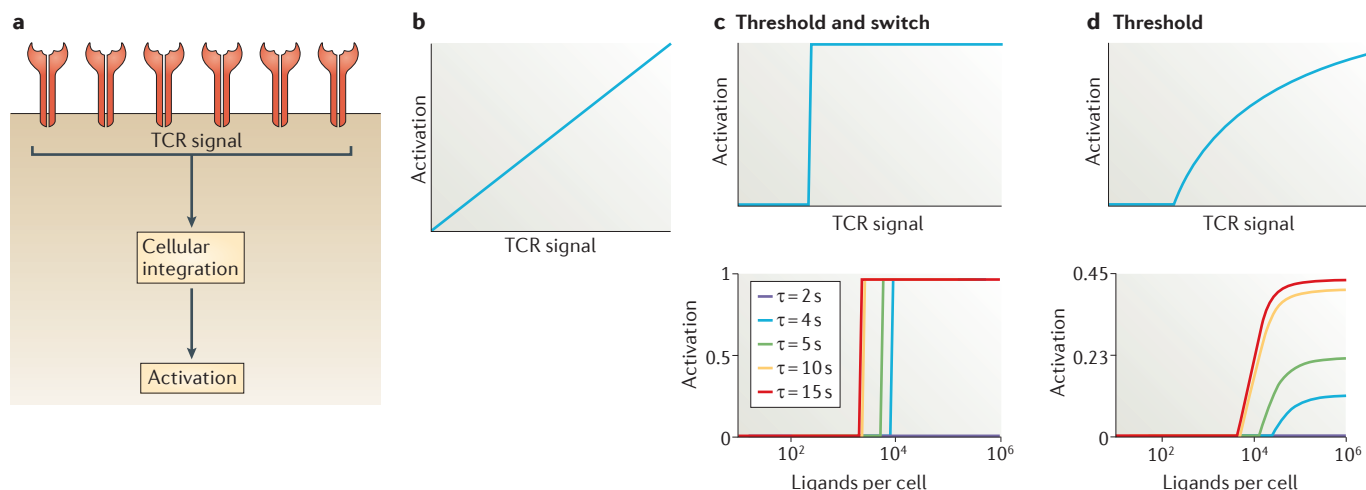 a
TCR signal
Cellular
integration
Activation
b
Activation
TCR signal
c Threshold and switch
Activation
TCR signal
1
0.5
0
Activation
τ = 2 s
τ = 4 s
τ = 5 s
τ = 10 s
τ = 15 s
10² 10⁴ 10⁶
Ligands per cell
d Threshold
Activation
TCR signal
0.45
0.23
0
Activation
10² 10⁴ 10⁶
Ligands per cell